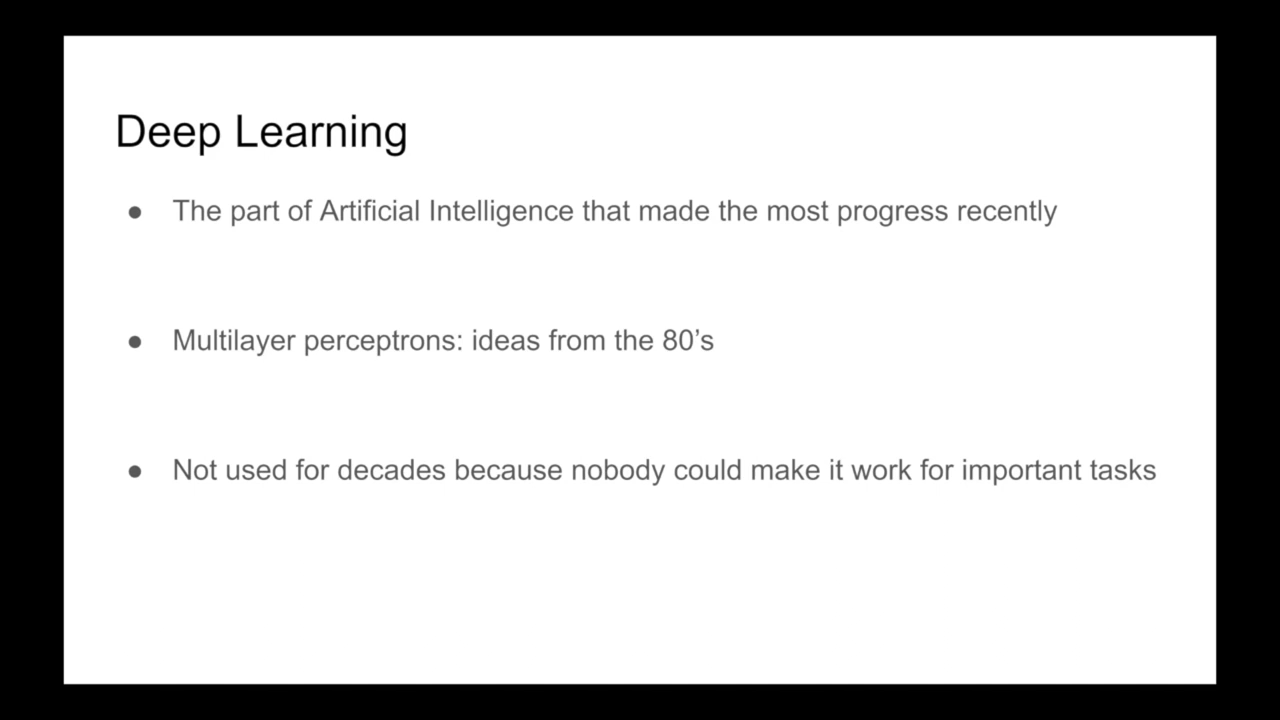 Deep Learning
● The part of Artificial Intelligence that made the most progress recently
● Multilayer perceptrons: ideas from the 80’s
● Not used for decades because nobody could make it work for important tasks